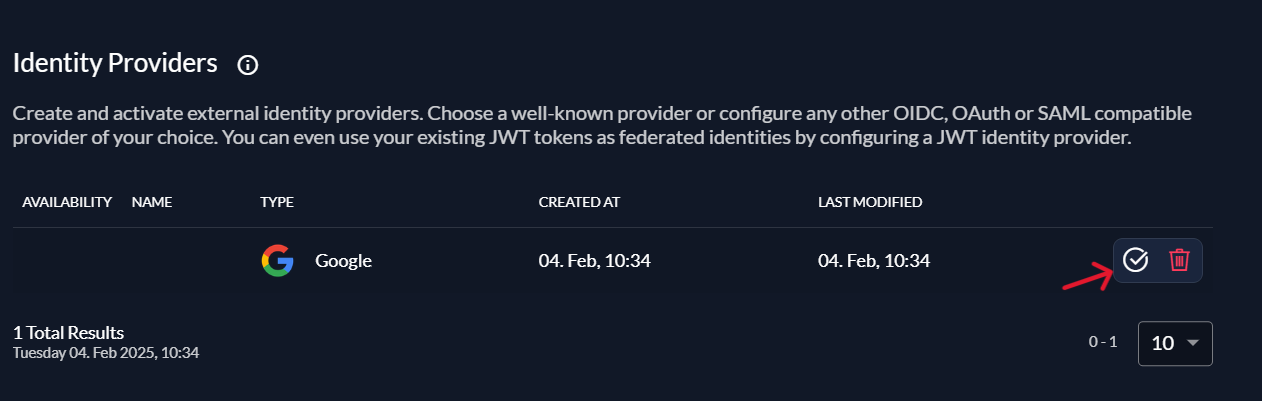 Identity Providers
Create and activate external identity providers. Choose a well-known provider or configure any other OIDC, OAuth or SAML compatible
provider of your choice. You can even use your existing JWT tokens as federated identities by configuring a JWT identity provider.
AVAILABILITY NAME TYPE CREATED AT LAST MODIFIED
Google 04. Feb, 10:34 04. Feb, 10:34
1 Total Results
Tuesday 04. Feb 2025, 10:34
0 - 1 10